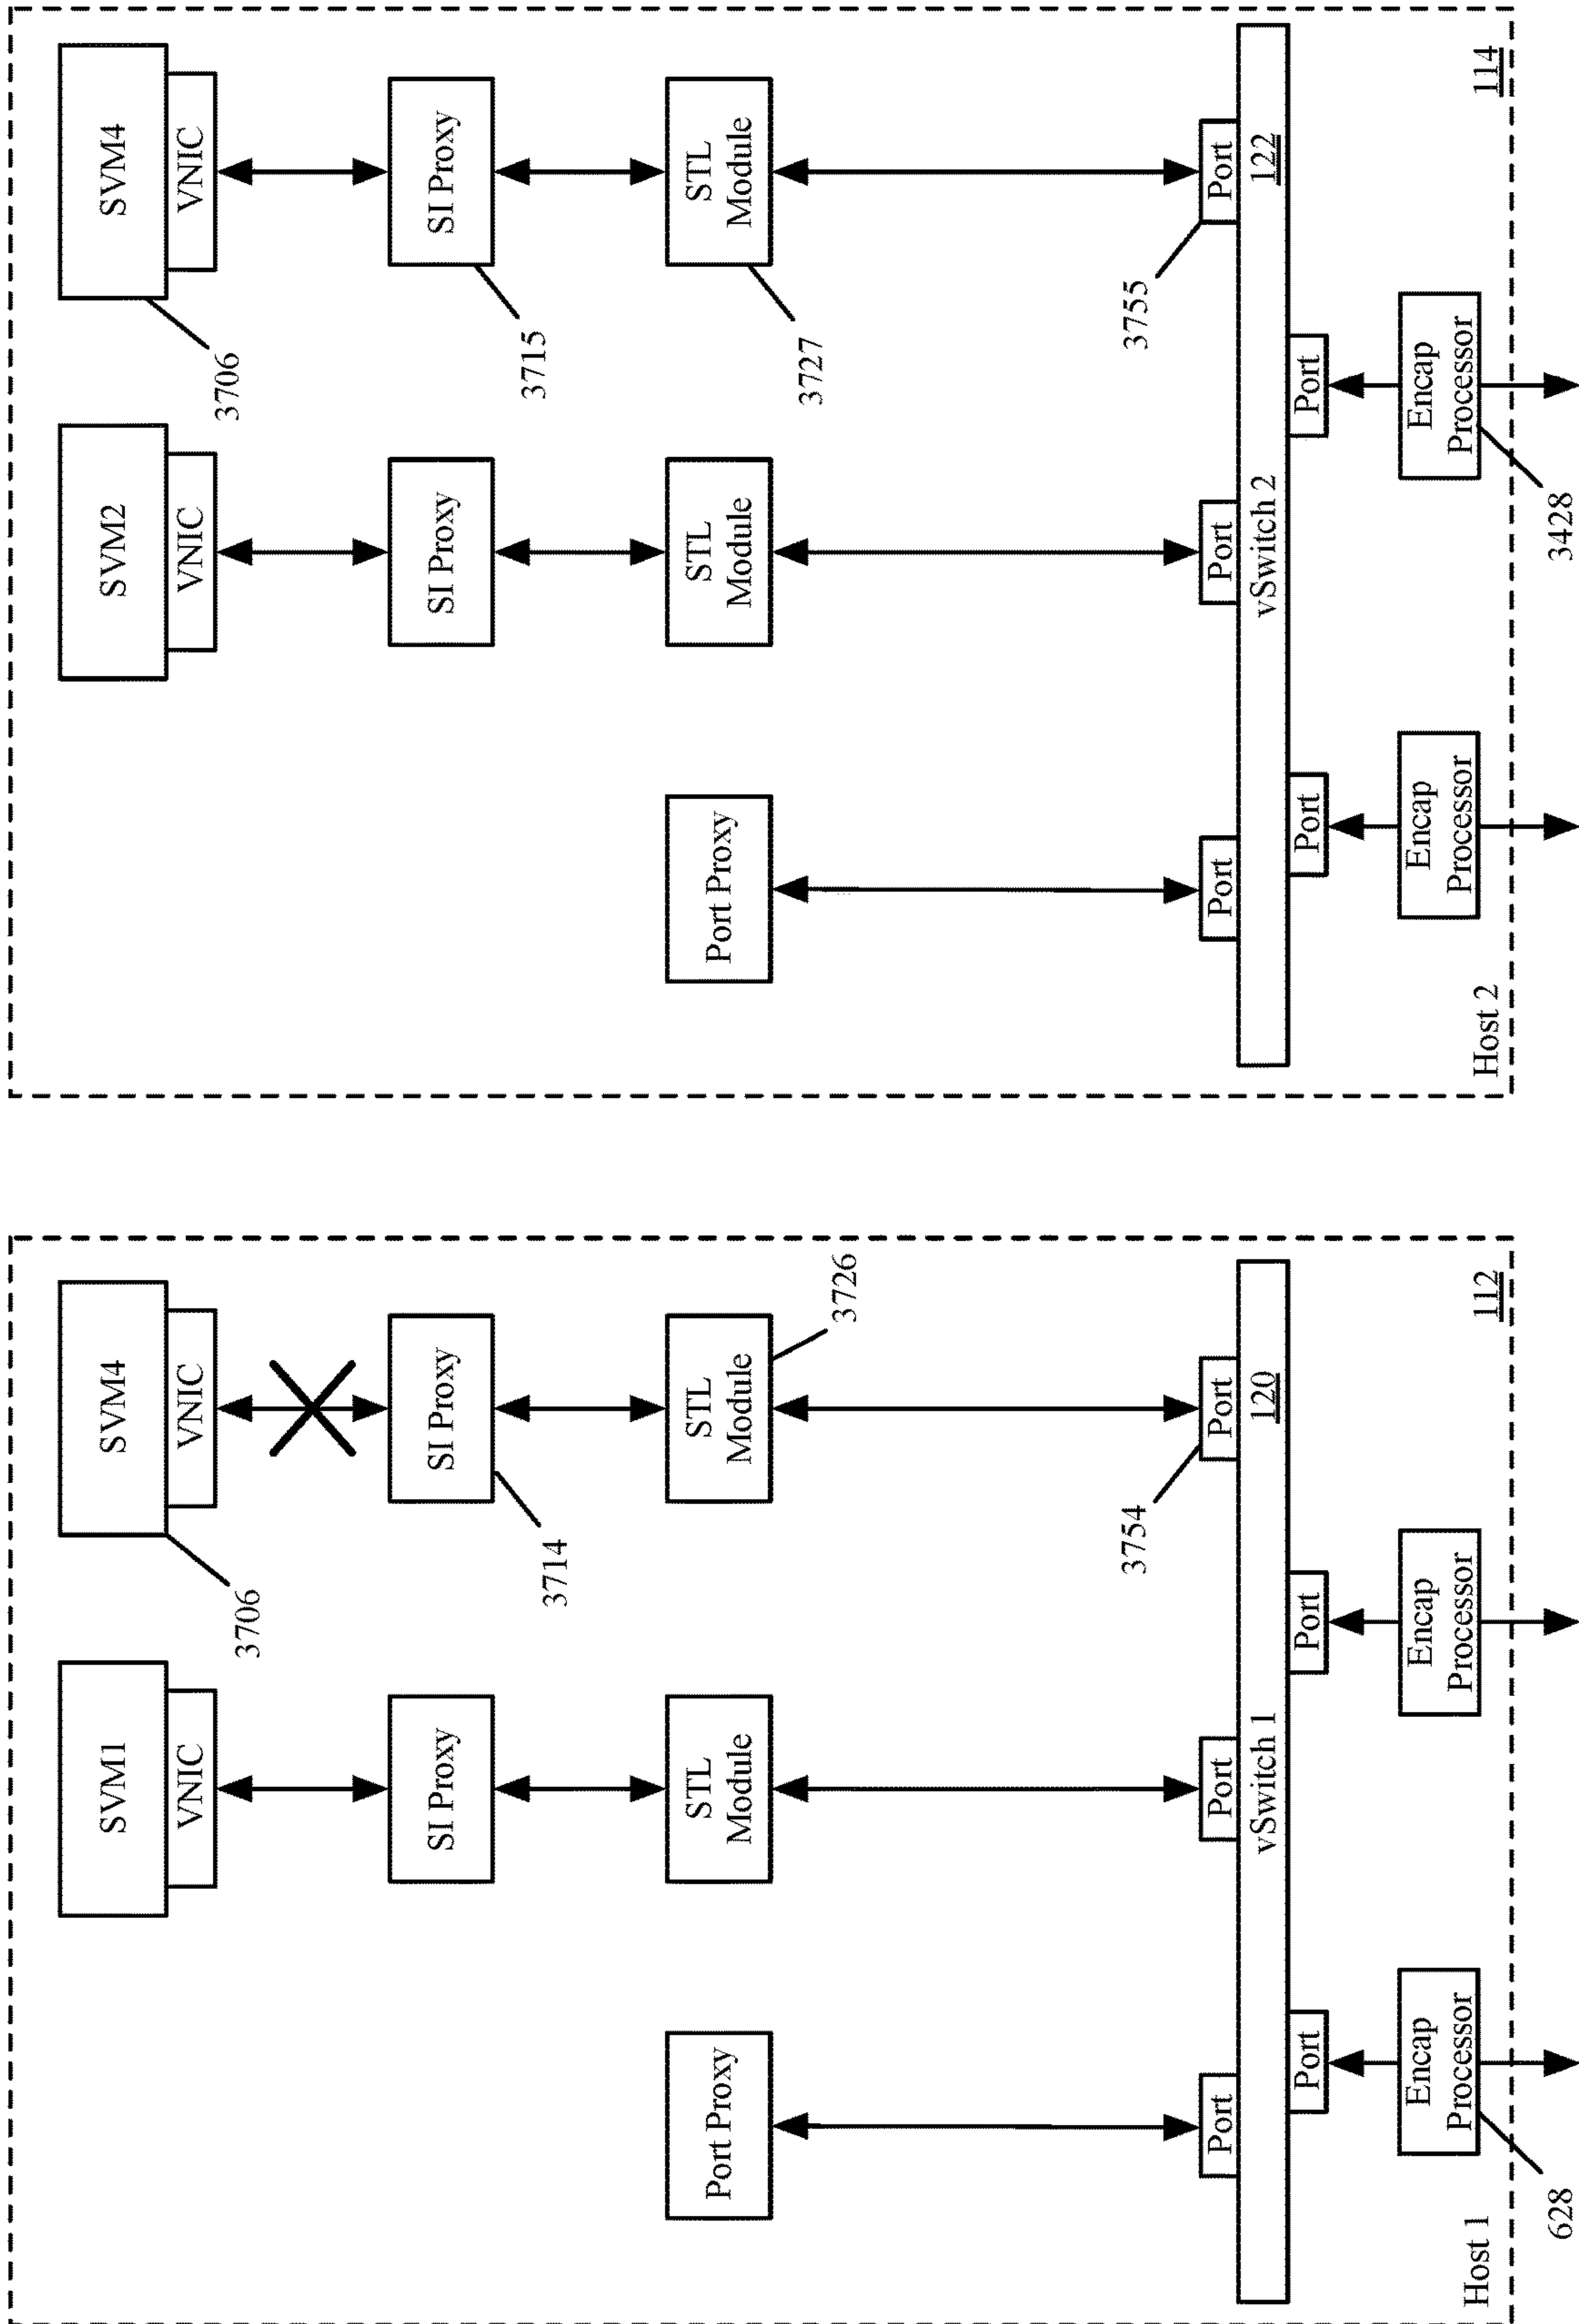 SVM1
VNIC
SVM4
VNIC
3706
SI Proxy
SI Proxy
3714
Port Proxy
STL
Module
STL
Module
3726
3754
Port
Port
Port
vSwitch 1
120
Port
Port
Encap
Processor
Encap
Processor
Host 1
112
628
SVM2
VNIC
SVM4
VNIC
3706
SI Proxy
SI Proxy
3715
Port Proxy
STL
Module
STL
Module
3727
3755
Port
Port
Port
vSwitch 2
122
Port
Port
Encap
Processor
Encap
Processor
Host 2
114
3428